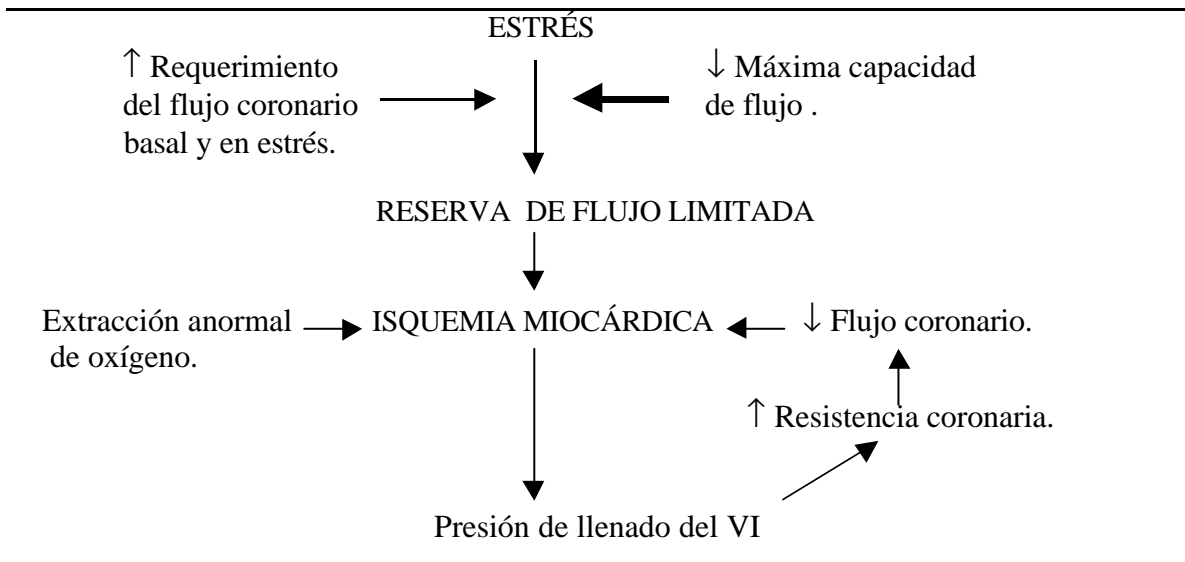 ESTRÉS
↑ Requerimiento
del flujo coronario
basal y en estrés.
↓ Máxima capacidad
de flujo .
RESERVA DE FLUJO LIMITADA
Extracción anormal
de oxígeno.
ISQUEMIA MIOCÁRDICA
↓ Flujo coronario.
↑ Resistencia coronaria.
Presión de llenado del VI